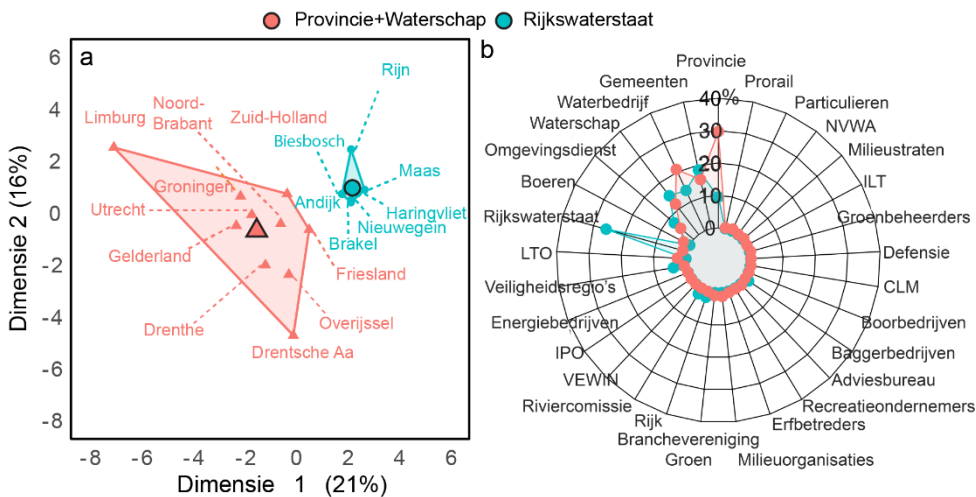 Provincie+Waterschap Rijkswaterstaat
a
6
4
2
0
-2
-4
-6
-8
Dimensie 2 (16%)
Rijn
Noord-
Brabant
Limburg
Zuid-Holland
Biesbosch
Maas
Groningen
Andijk
Haringvliet
Utrecht
Nieuwegein
Brakel
Gelderland
Friesland
Drenthe
Overijssel
Drentsche Aa
-8 -6 -4 -2 0 2 4 6
Dimensie 1 (21%)
b
Provincie
Prorail
Particulieren
NVWA
Milieustraten
ILT
Groenbeheerders
Defensie
CLM
Boorbedrijven
Baggerbedrijven
Adviesbureau
Recreatieondernemers
Erfbetreders
Milieuorganisaties
Groen
Branchevereniging
Rijk
Riviercomissie
VEWIN
IPO
Energiebedrijven
Veiligheidsregio's
LTO
Rijkswaterstaat
Boeren
Omgevingsdienst
Waterschap
Waterbedrijf
Gemeenten
40%
30
20
10
0